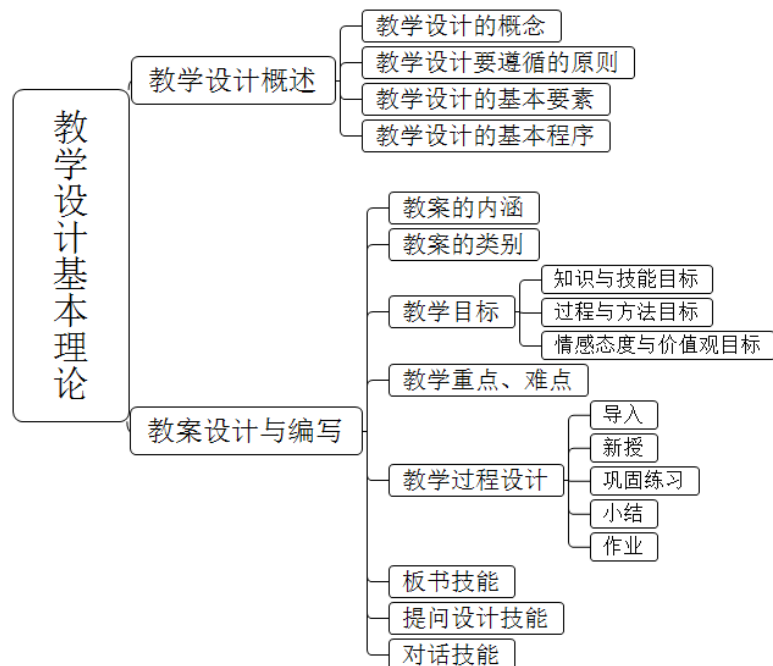 教学设计基本理论
教学设计概述
教学设计的概念
教学设计要遵循的原则
教学设计的基本要素
教学设计的基本程序
教案设计与编写
教案的内涵
教案的类别
教学目标
知识与技能目标
过程与方法目标
情感态度与价值观目标
教学重点、难点
教学过程设计
导入
新授
巩固练习
小结
作业
板书技能
提问设计技能
对话技能